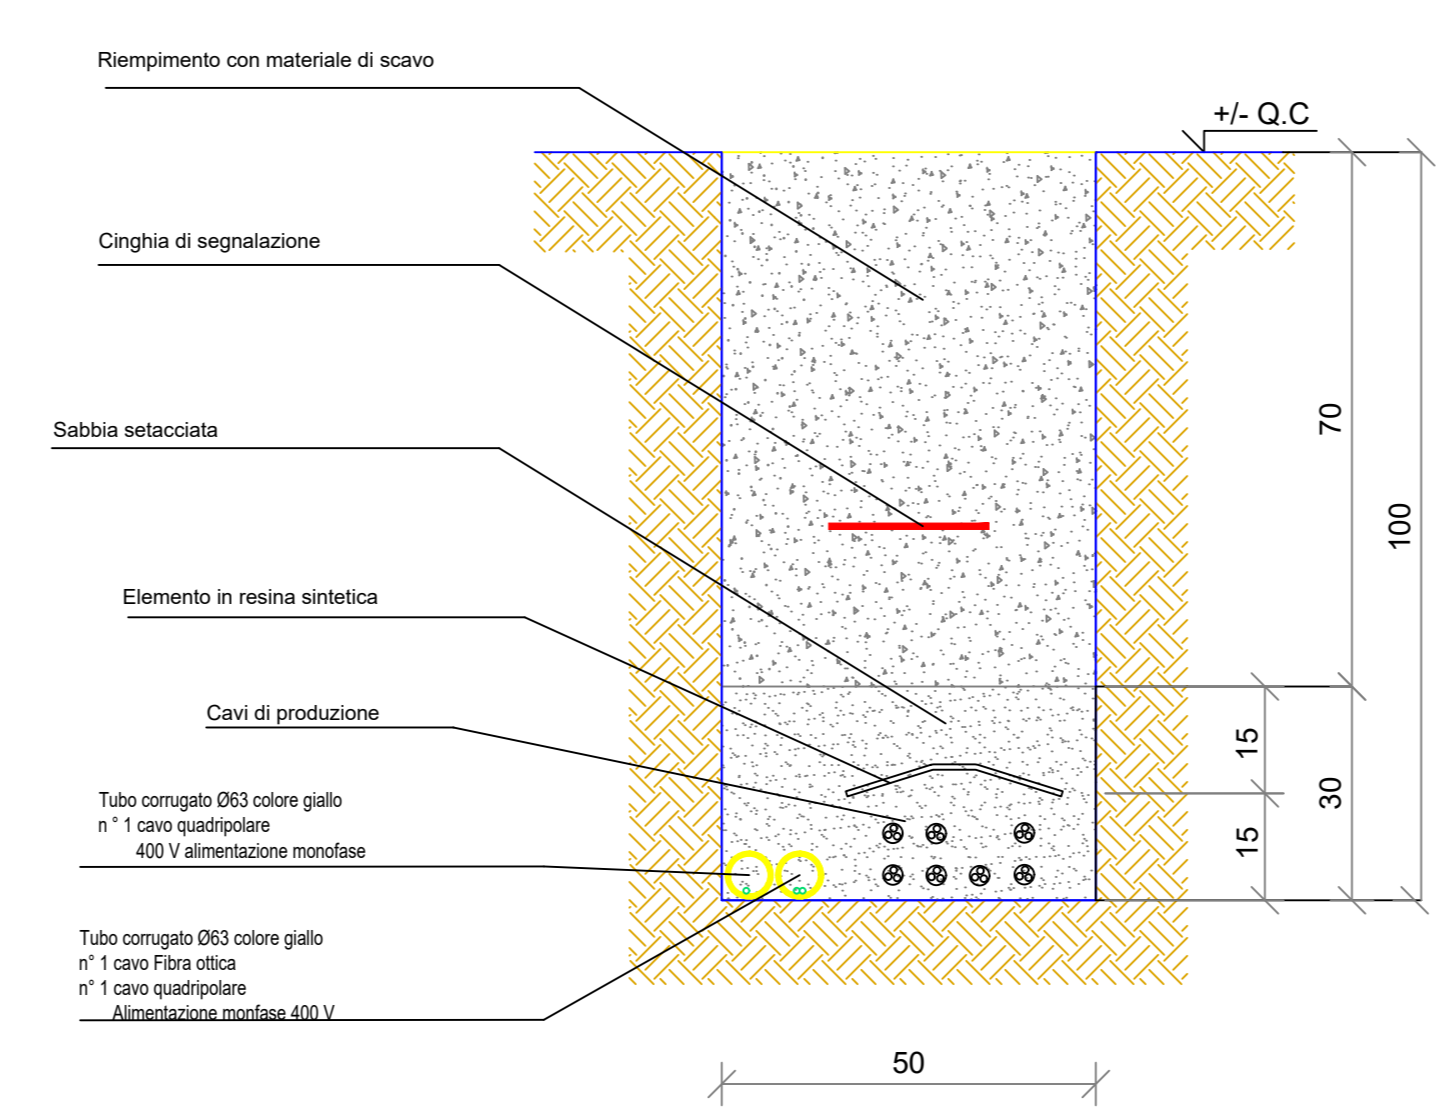 Riempimento con materiale di scavo
+/- Q.C
Cinghia di segnalazione
Sabbia setacciata
70
100
Elemento in resina sintetica
Cavi di produzione
15
30
15
Tubo corrugato Ø63 colore giallo
n ° 1 cavo quadripolare
400 V alimentazione monofase
Tubo corrugato Ø63 colore giallo
n° 1 cavo Fibra ottica
n° 1 cavo quadripolare
Alimentazione monfase 400 V
50